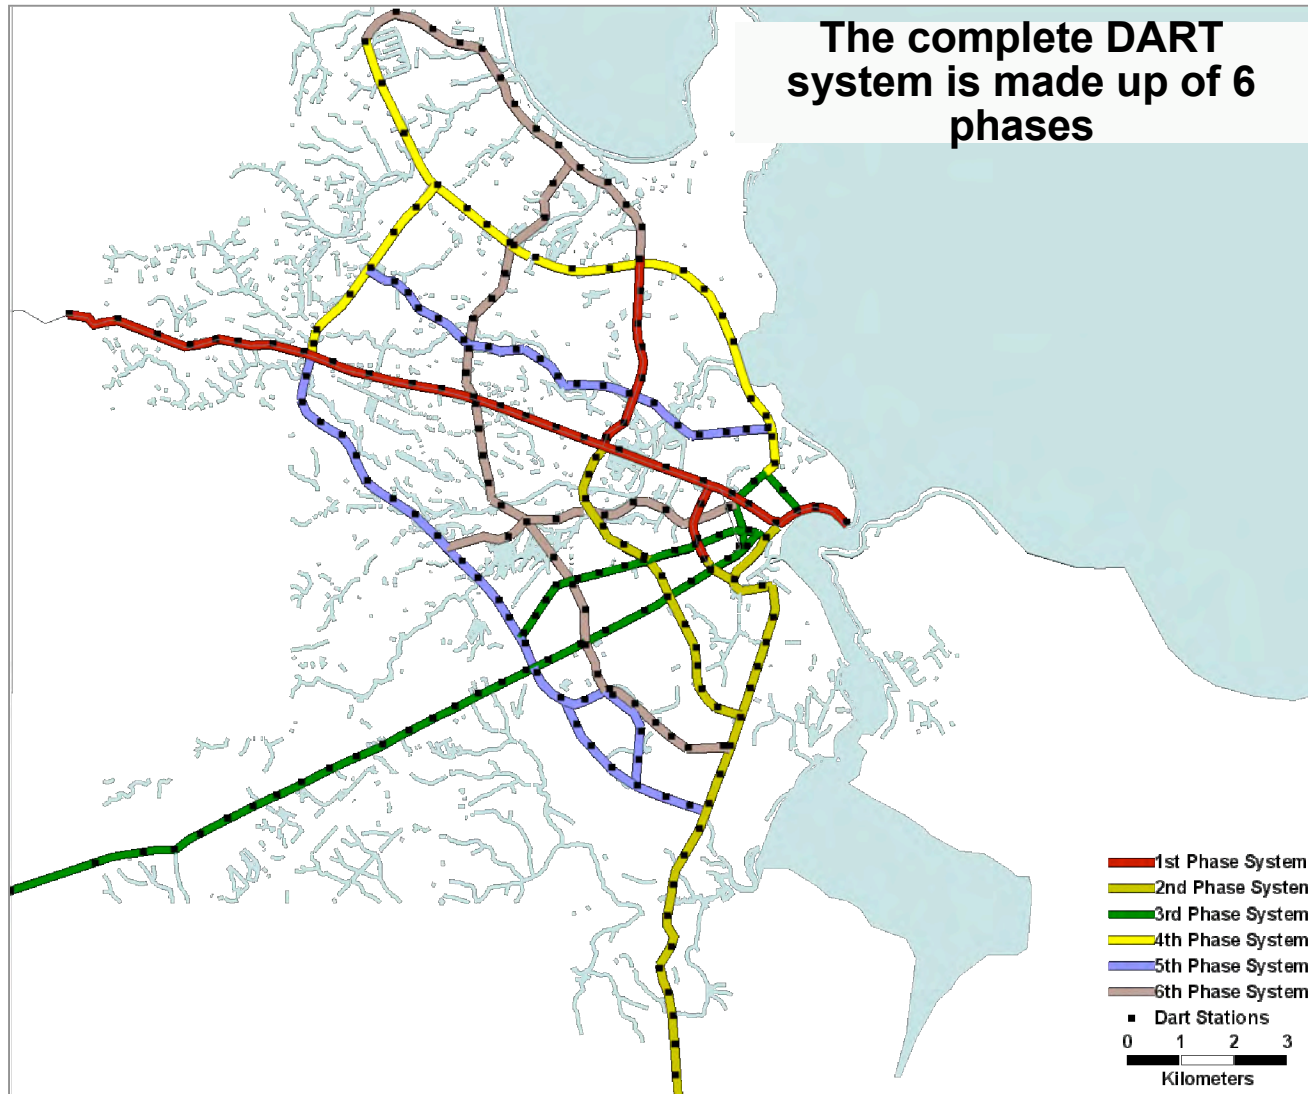 The complete DART
system is made up of 6
phases
1st Phase System
2nd Phase System
3rd Phase System
4th Phase System
5th Phase System
6th Phase System
Dart Stations
0 1 2 3
Kilometers